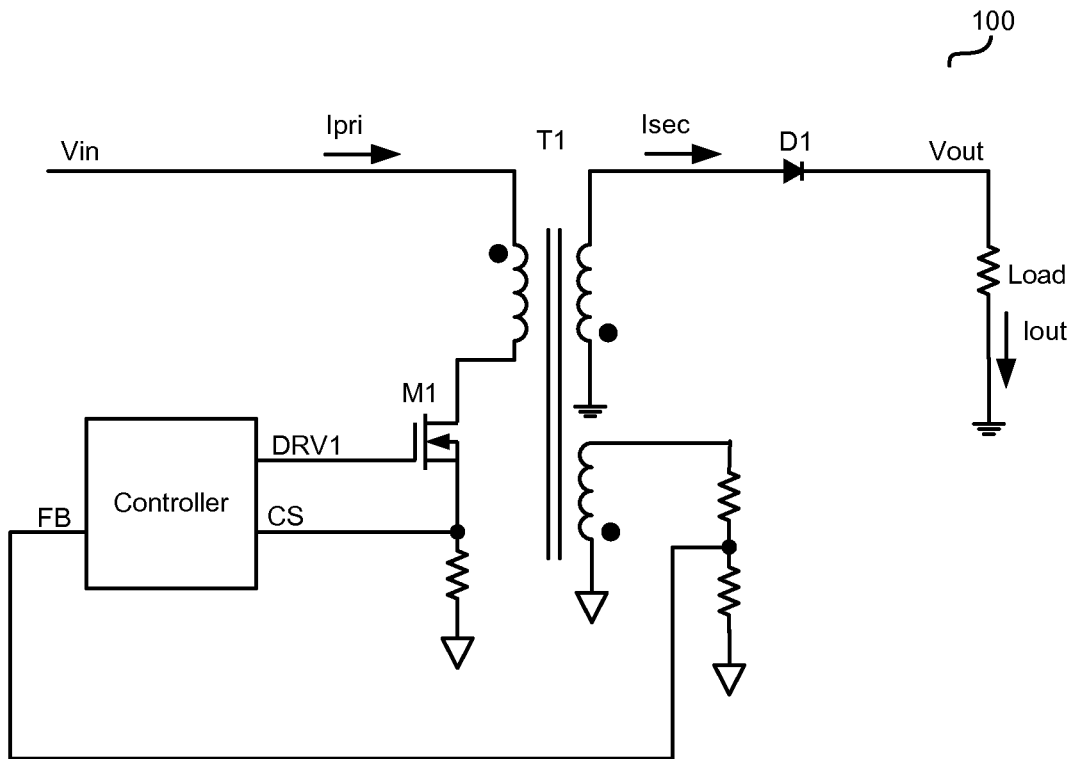 100
Ipri
Isec
T1
D1
Vin
Vout
Load
Iout
M1
DRV1
Controller
FB
CS